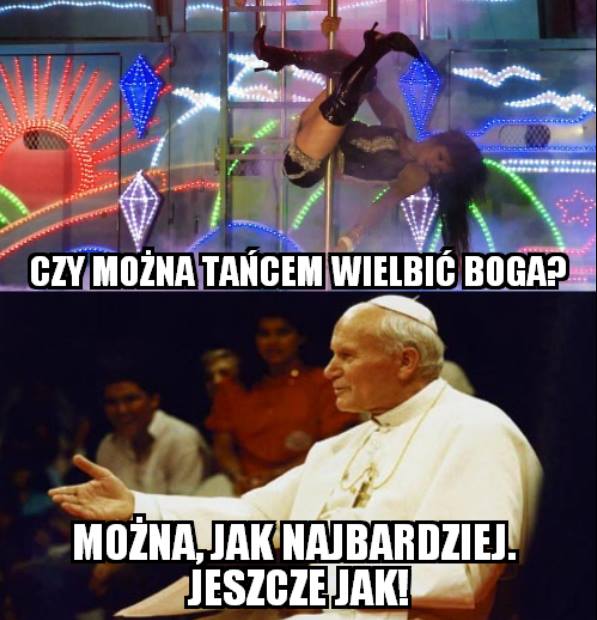 CZY MOŻNA TAŃCEM WIELBIĆ BOGA?
MOŻNA, JAK NAJBARDZIEJ.
JESZCZE JAK!